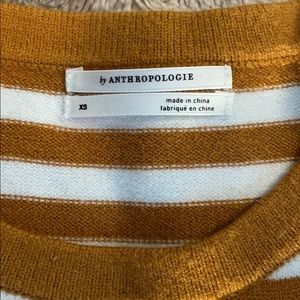 by ANTHROPOLOGIE
XS
made in china
fabriqué en chine